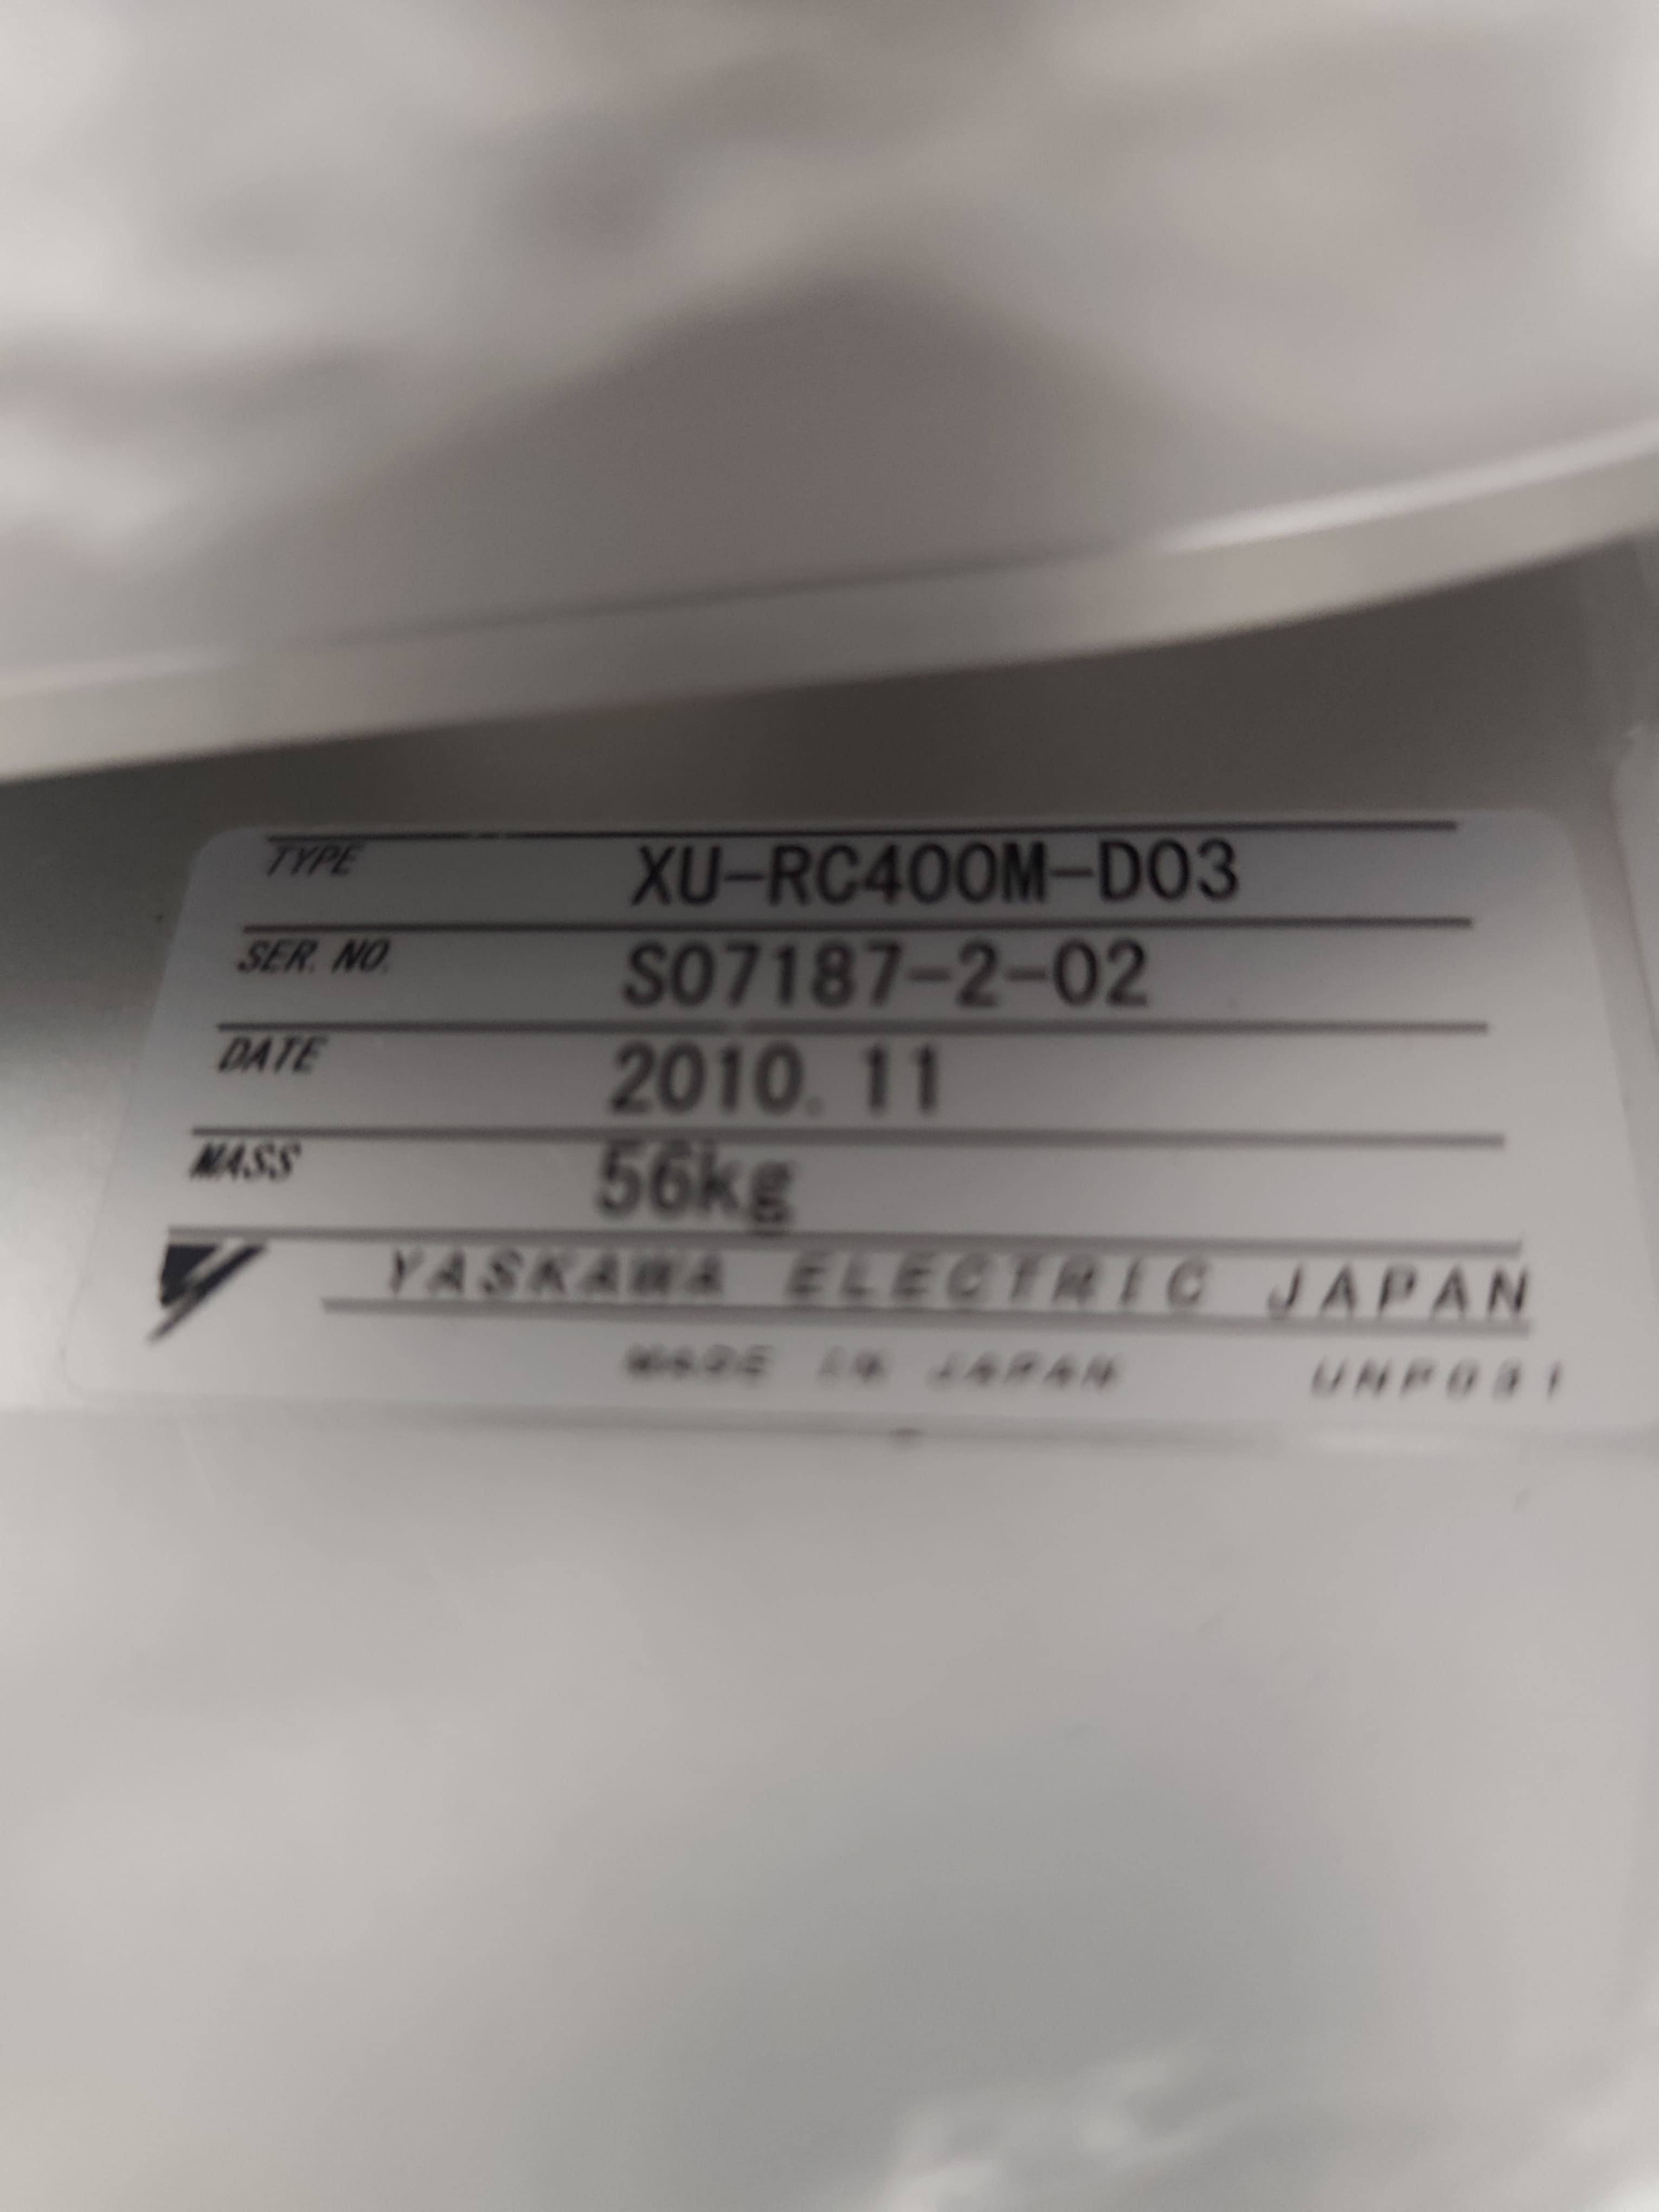 TYPE XU-RC400M-D03
SER. NO. S07187-2-02
DATE 2010. 11
MASS 56kg
YASKAWA ELECTRIC JAPAN
MADE IN JAPAN UNP031